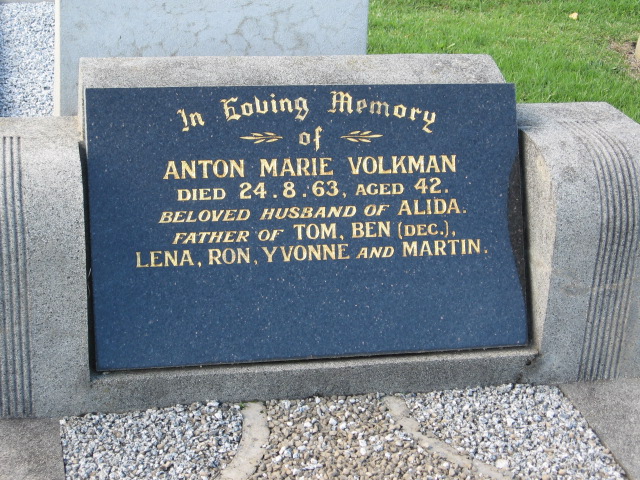 In Loving Memory
of
ANTON MARIE VOLKMAN
DIED 24.8.63, AGED 42.
BELOVED HUSBAND OF ALIDA.
FATHER OF TOM, BEN (DEC.),
LENA, RON, YVONNE AND MARTIN.